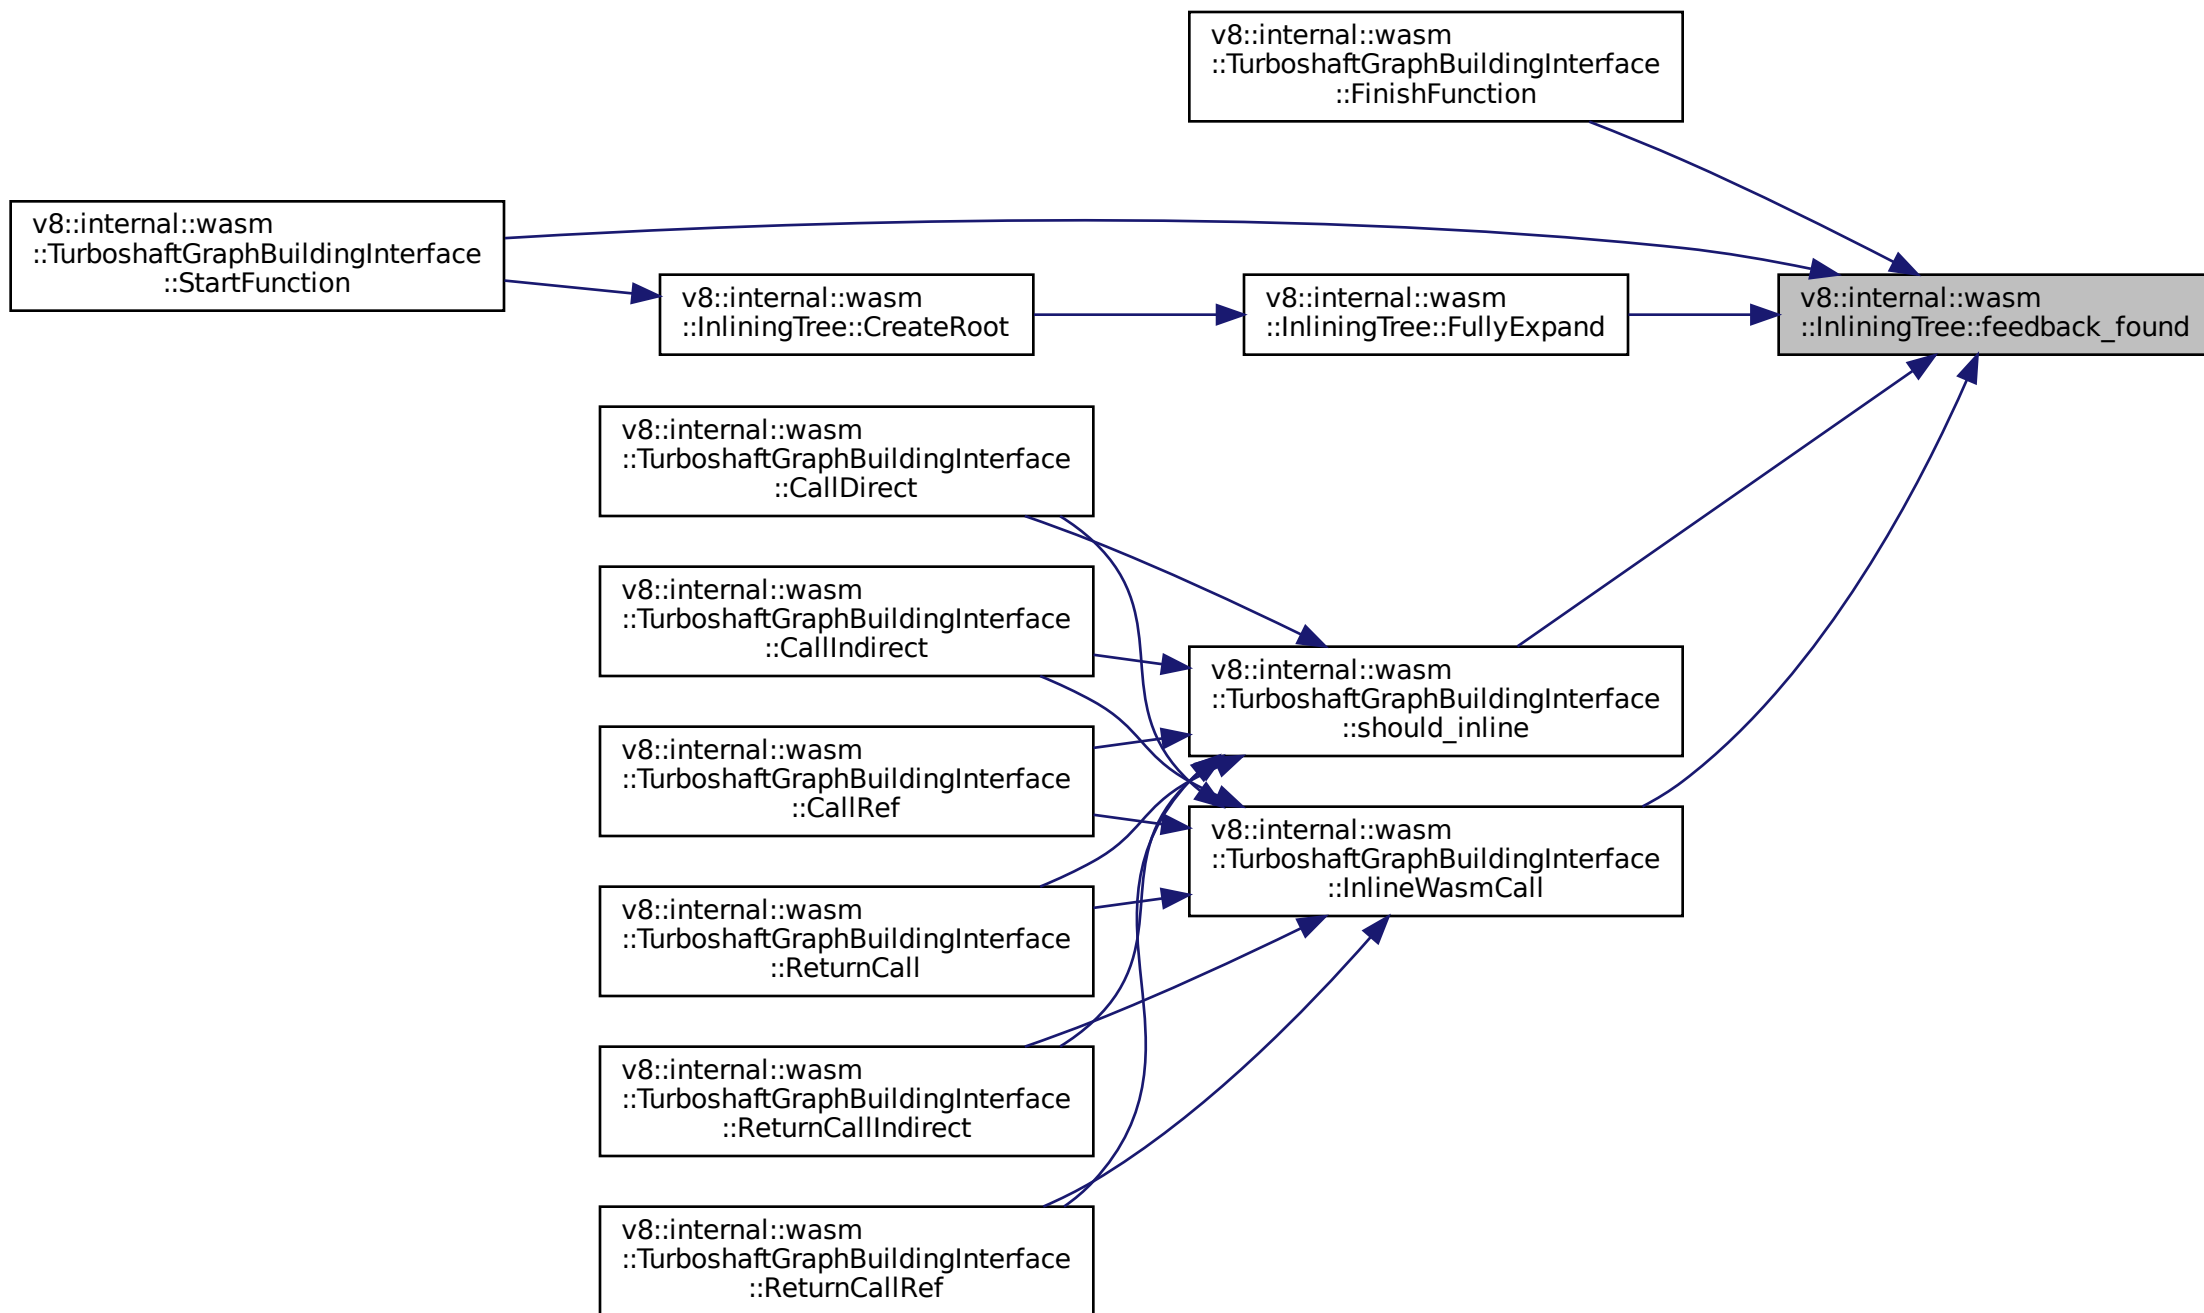 v8::internal::wasm
::TurboshaftGraphBuildingInterface
::FinishFunction
v8::internal::wasm
::TurboshaftGraphBuildingInterface
::StartFunction
v8::internal::wasm
::InliningTree::CreateRoot
v8::internal::wasm
::InliningTree::FullyExpand
v8::internal::wasm
::InliningTree::feedback_found
v8::internal::wasm
::TurboshaftGraphBuildingInterface
::CallDirect
v8::internal::wasm
::TurboshaftGraphBuildingInterface
::CallIndirect
v8::internal::wasm
::TurboshaftGraphBuildingInterface
::should_inline
v8::internal::wasm
::TurboshaftGraphBuildingInterface
::CallRef
v8::internal::wasm
::TurboshaftGraphBuildingInterface
::InlineWasmCall
v8::internal::wasm
::TurboshaftGraphBuildingInterface
::ReturnCall
v8::internal::wasm
::TurboshaftGraphBuildingInterface
::ReturnCallIndirect
v8::internal::wasm
::TurboshaftGraphBuildingInterface
::ReturnCallRef